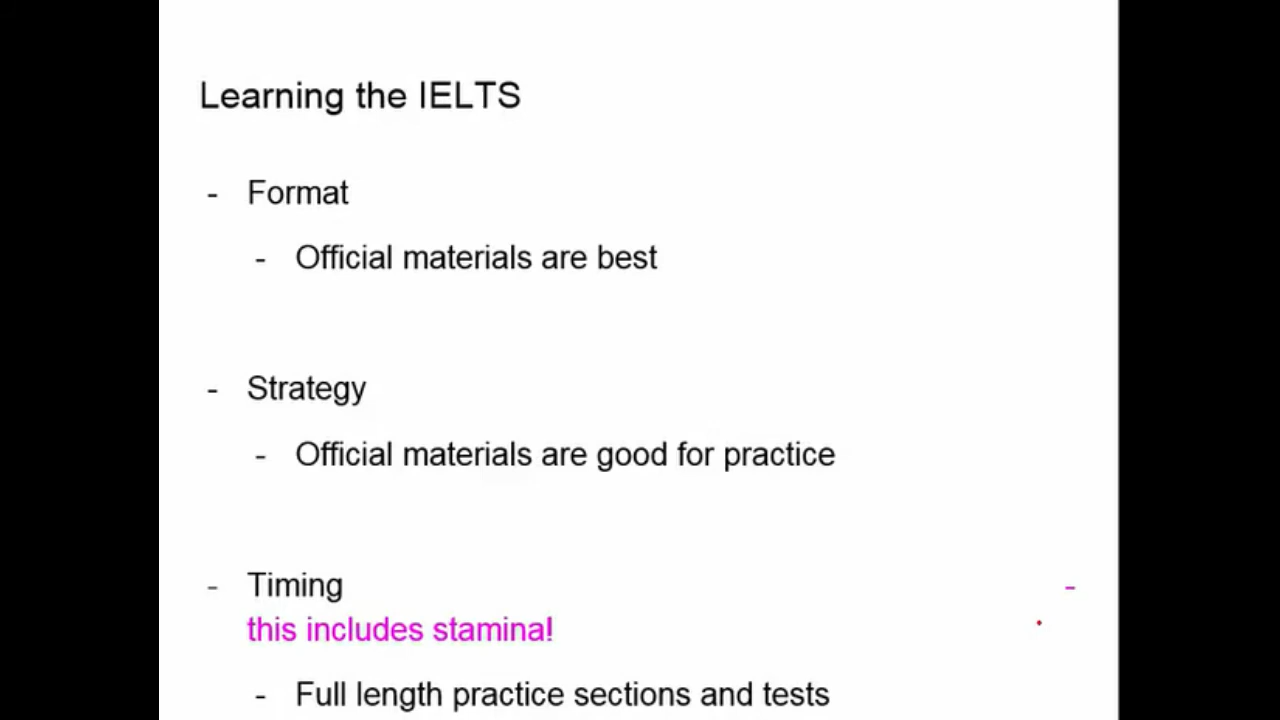 Learning the IELTS
- Format
- Official materials are best
- Strategy
- Official materials are good for practice
- Timing -
this includes stamina!
- Full length practice sections and tests